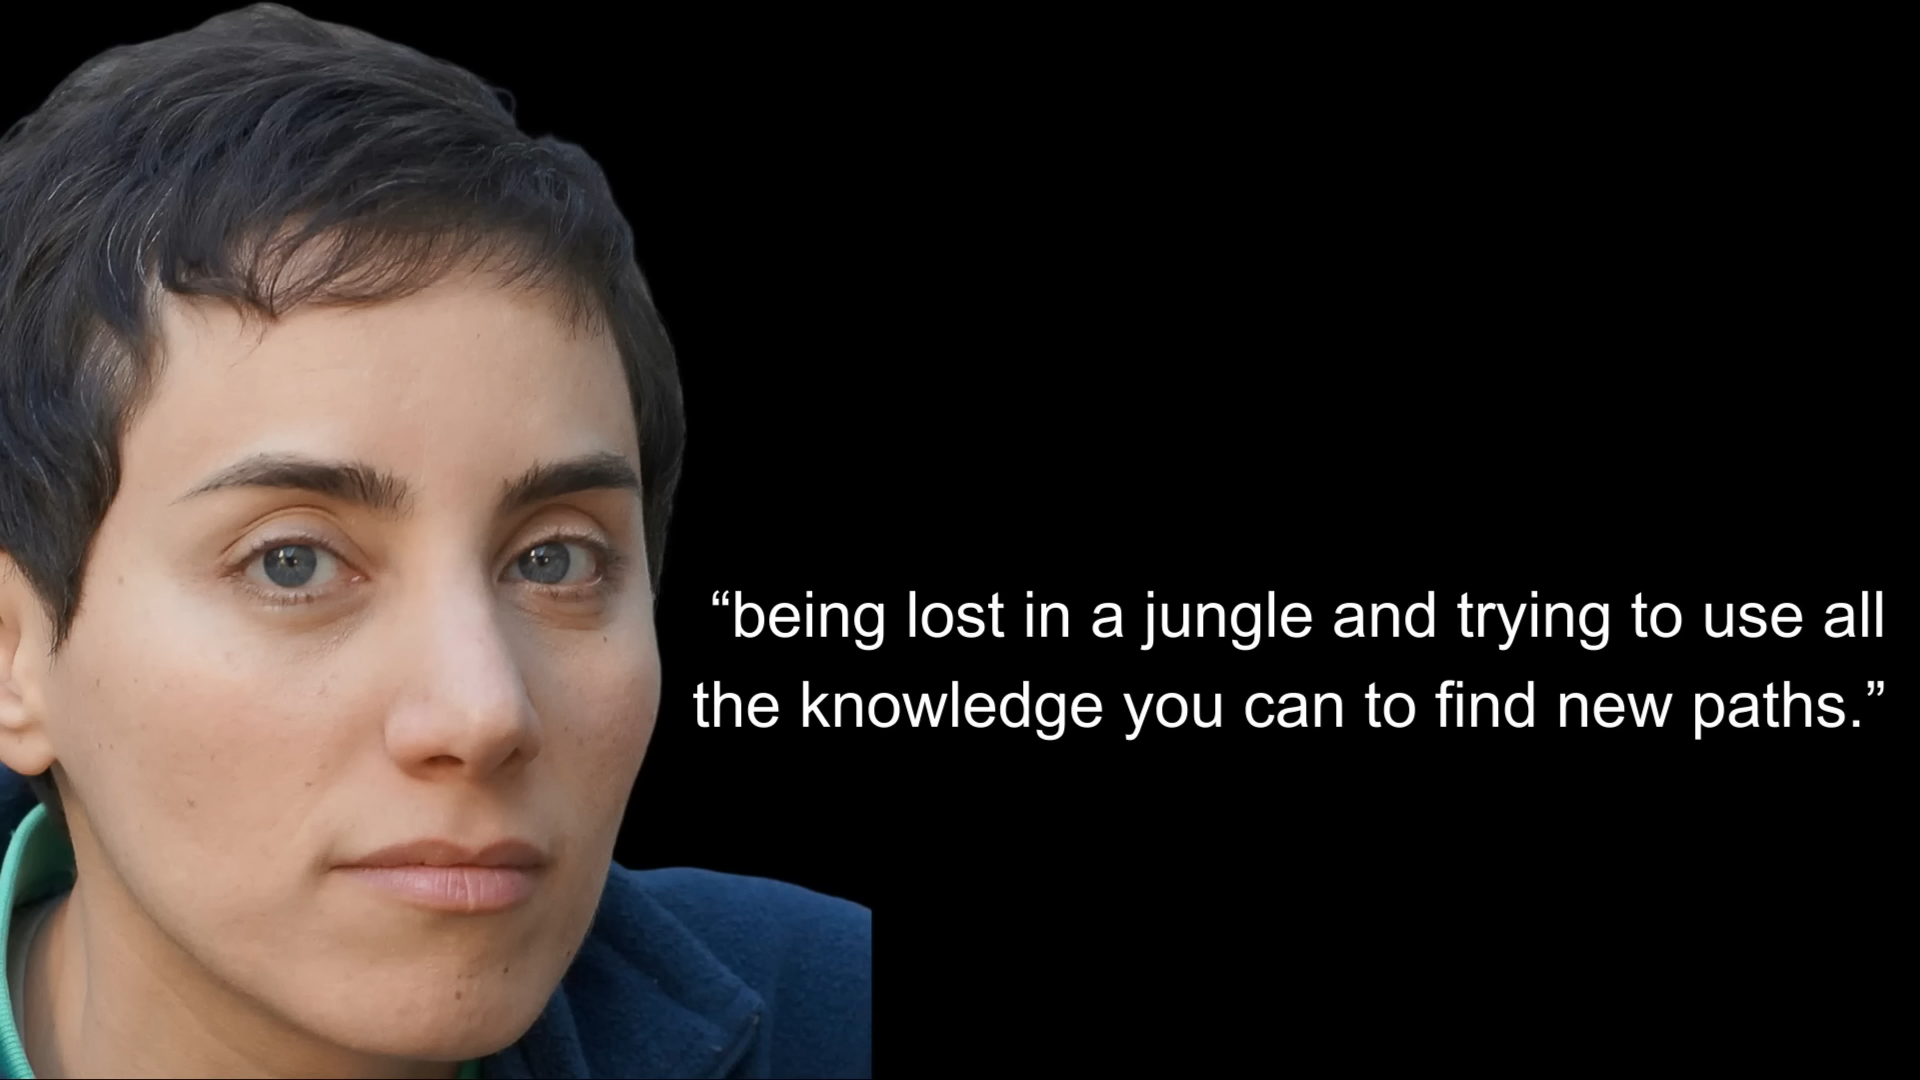 “being lost in a jungle and trying to use all
the knowledge you can to find new paths.”